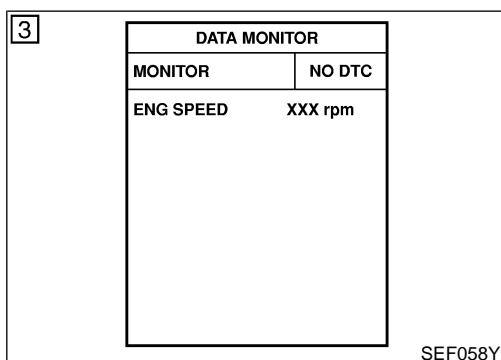 3
DATA MONITOR
MONITOR NO DTC
ENG SPEED XXX rpm
SEF058Y